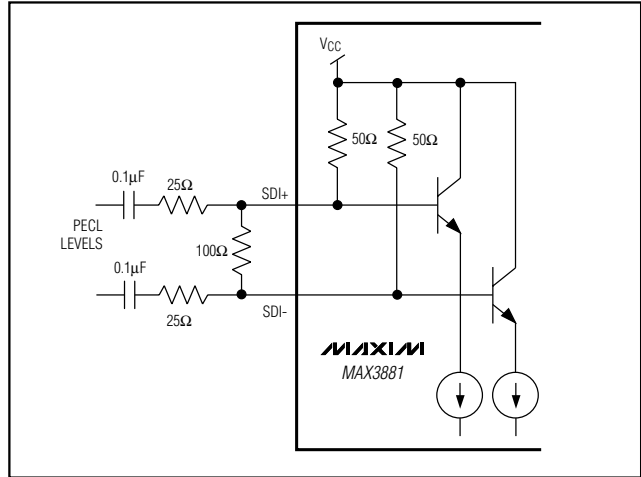 VCC
50Ω 50Ω
0.1µF
25Ω
SDI+
PECL
LEVELS
100Ω
0.1µF
25Ω
SDI-
MAXIM
MAX3881